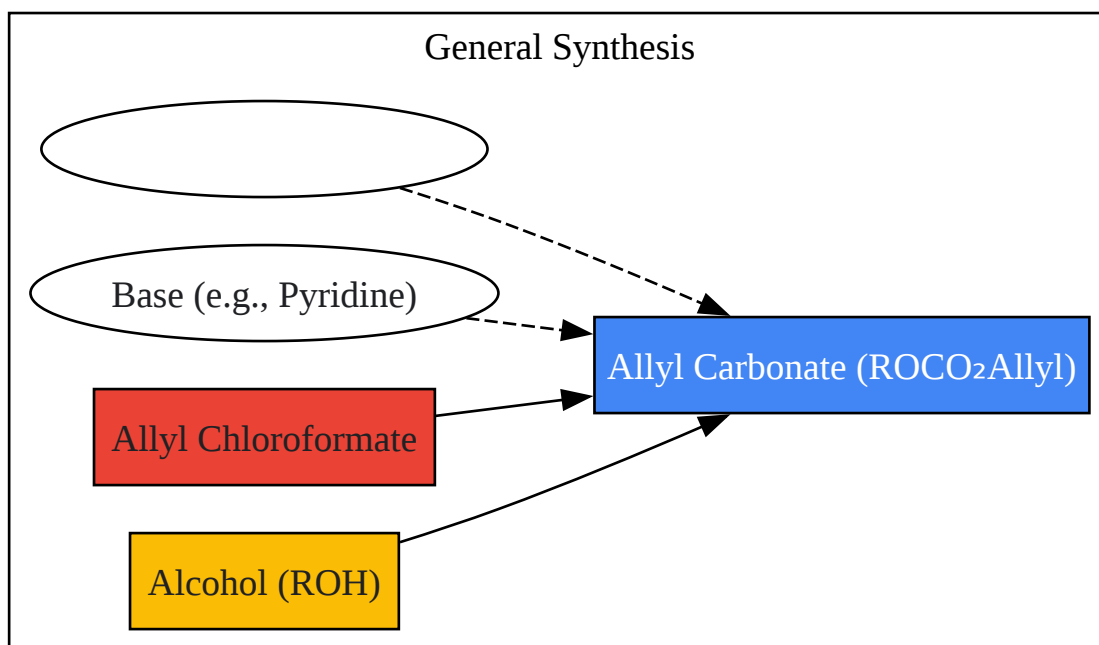 General Synthesis
Base (e.g., Pyridine)
Allyl Carbonate (ROCO₂Allyl)
Allyl Chloroformate
Alcohol (ROH)